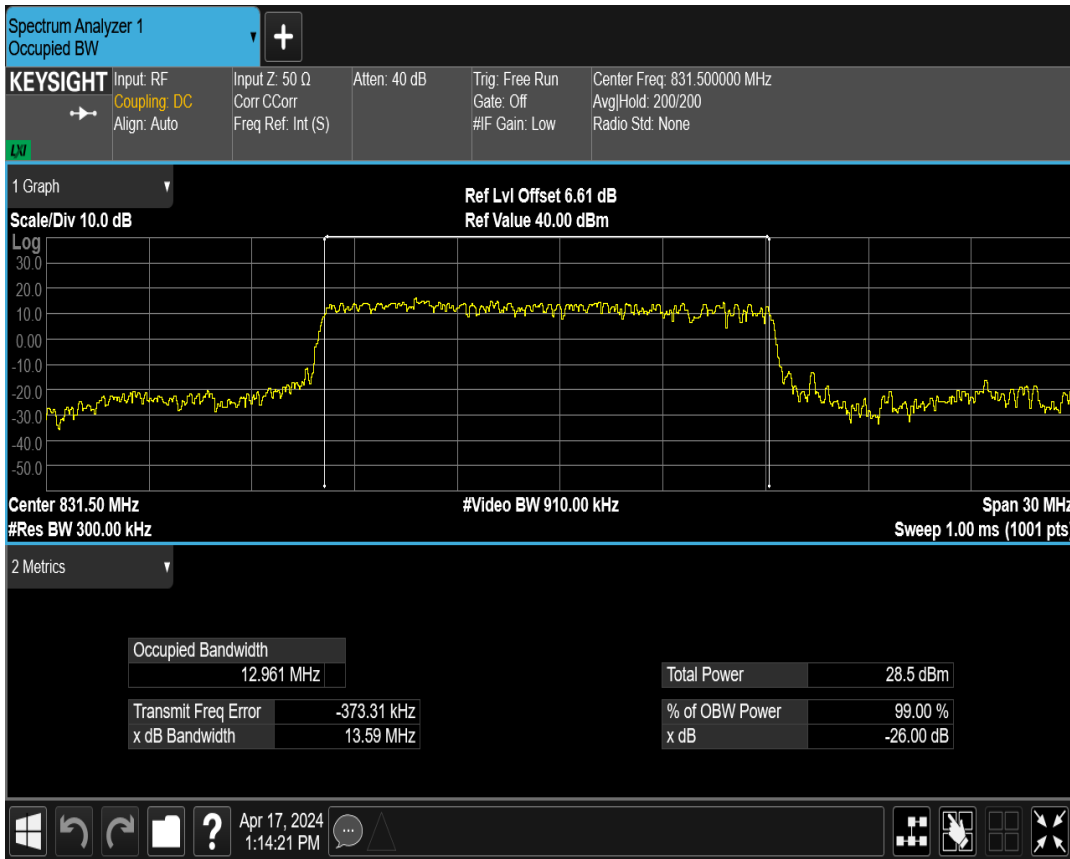 Spectrum Analyzer 1
Occupied BW
+
KEYSIGHT
LXI
Input: RF
Coupling: DC
Align: Auto
Input Z: 50 Ω
Corr CCorr
Freq Ref: Int (S)
Atten: 40 dB
Trig: Free Run
Gate: Off
#IF Gain: Low
Center Freq: 831.500000 MHz
Avg|Hold: 200/200
Radio Std: None
1 Graph
Scale/Div 10.0 dB
Ref Lvl Offset 6.61 dB
Ref Value 40.00 dBm
Log
30.0
20.0
10.0
0.00
-10.0
-20.0
-30.0
-40.0
-50.0
Center 831.50 MHz
#Video BW 910.00 kHz
Span 30 MHz
#Res BW 300.00 kHz
Sweep 1.00 ms (1001 pts)
2 Metrics
Occupied Bandwidth
12.961 MHz
Total Power 28.5 dBm
Transmit Freq Error -373.31 kHz
% of OBW Power 99.00 %
x dB Bandwidth 13.59 MHz
x dB -26.00 dB
?
Apr 17, 2024
1:14:21 PM